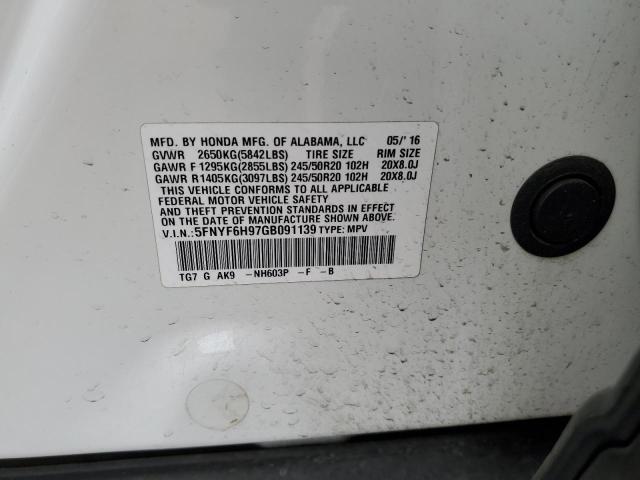 MFD. BY HONDA MFG. OF ALABAMA, LLC 05/'16
GVWR 2650KG(5842LBS) TIRE SIZE RIM SIZE
GAWR F 1295KG(2855LBS) 245/50R20 102H 20X8.0J
GAWR R 1405KG(3097LBS) 245/50R20 102H 20X8.0J
THIS VEHICLE CONFORMS TO ALL APPLICABLE
FEDERAL MOTOR VEHICLE SAFETY
STANDARDS IN EFFECT
ON THE DATE OF MANUFACTURE SHOWN ABOVE.
V.I.N.:5FNYF6H97GB091139 TYPE: MPV
TG7 G AK9 -NH603P -F -B